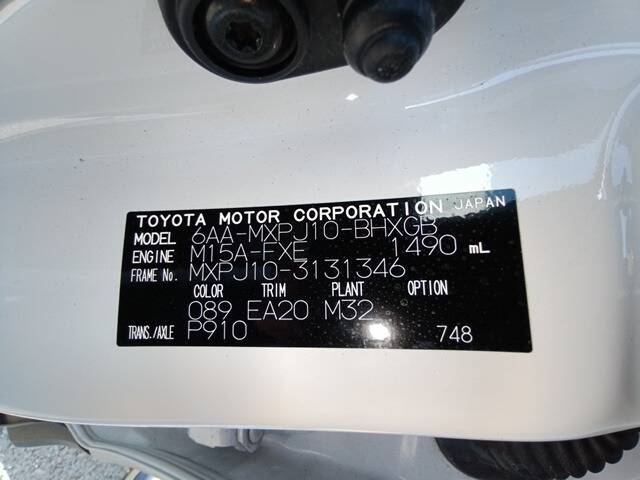 TOYOTA MOTOR CORPORATION JAPAN
MODEL 6AA-MXPJ10-BHXGB
ENGINE M15A-FXE 1490 mL
FRAME No. MXPJ10-3131346
COLOR TRIM PLANT OPTION
089 EA20 M32
TRANS./AXLE P910 748